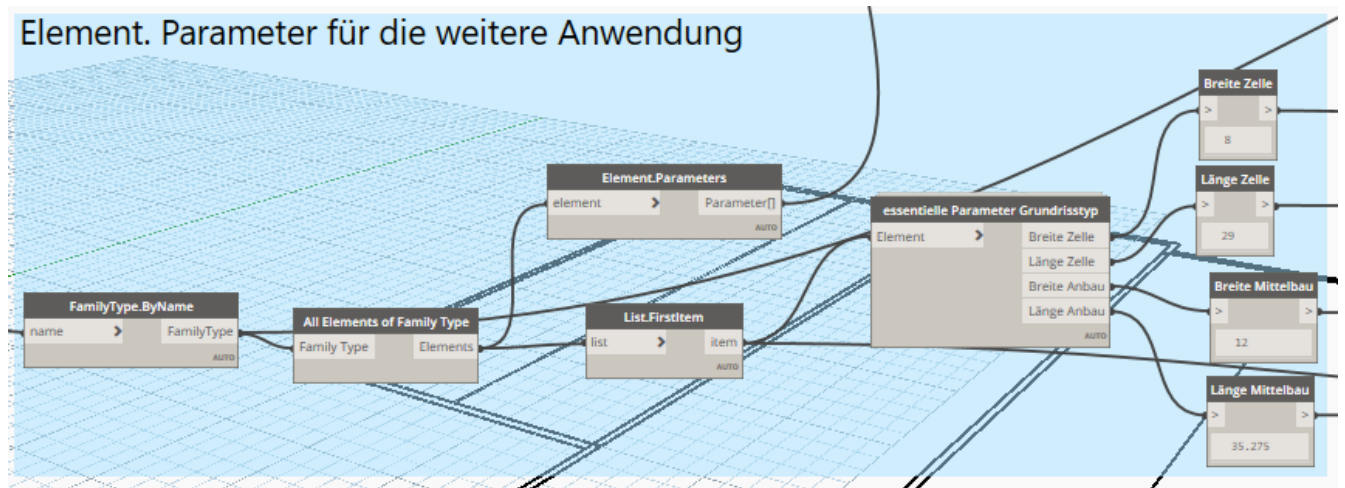 Element. Parameter für die weitere Anwendung
FamilyType.ByName
name > FamilyType
AUTO
All Elements of Family Type
Family Type Elements
Element.Parameters
element > Parameter[]
AUTO
List.FirstItem
list > item
AUTO
essentielle Parameter Grundrisstyp
Element > Breite Zelle
Länge Zelle
Breite Anbau
Länge Anbau
AUTO
Breite Zelle
> >
8
Länge Zelle
> >
29
Breite Mittelbau
> >
12
Länge Mittelbau
> >
35.275